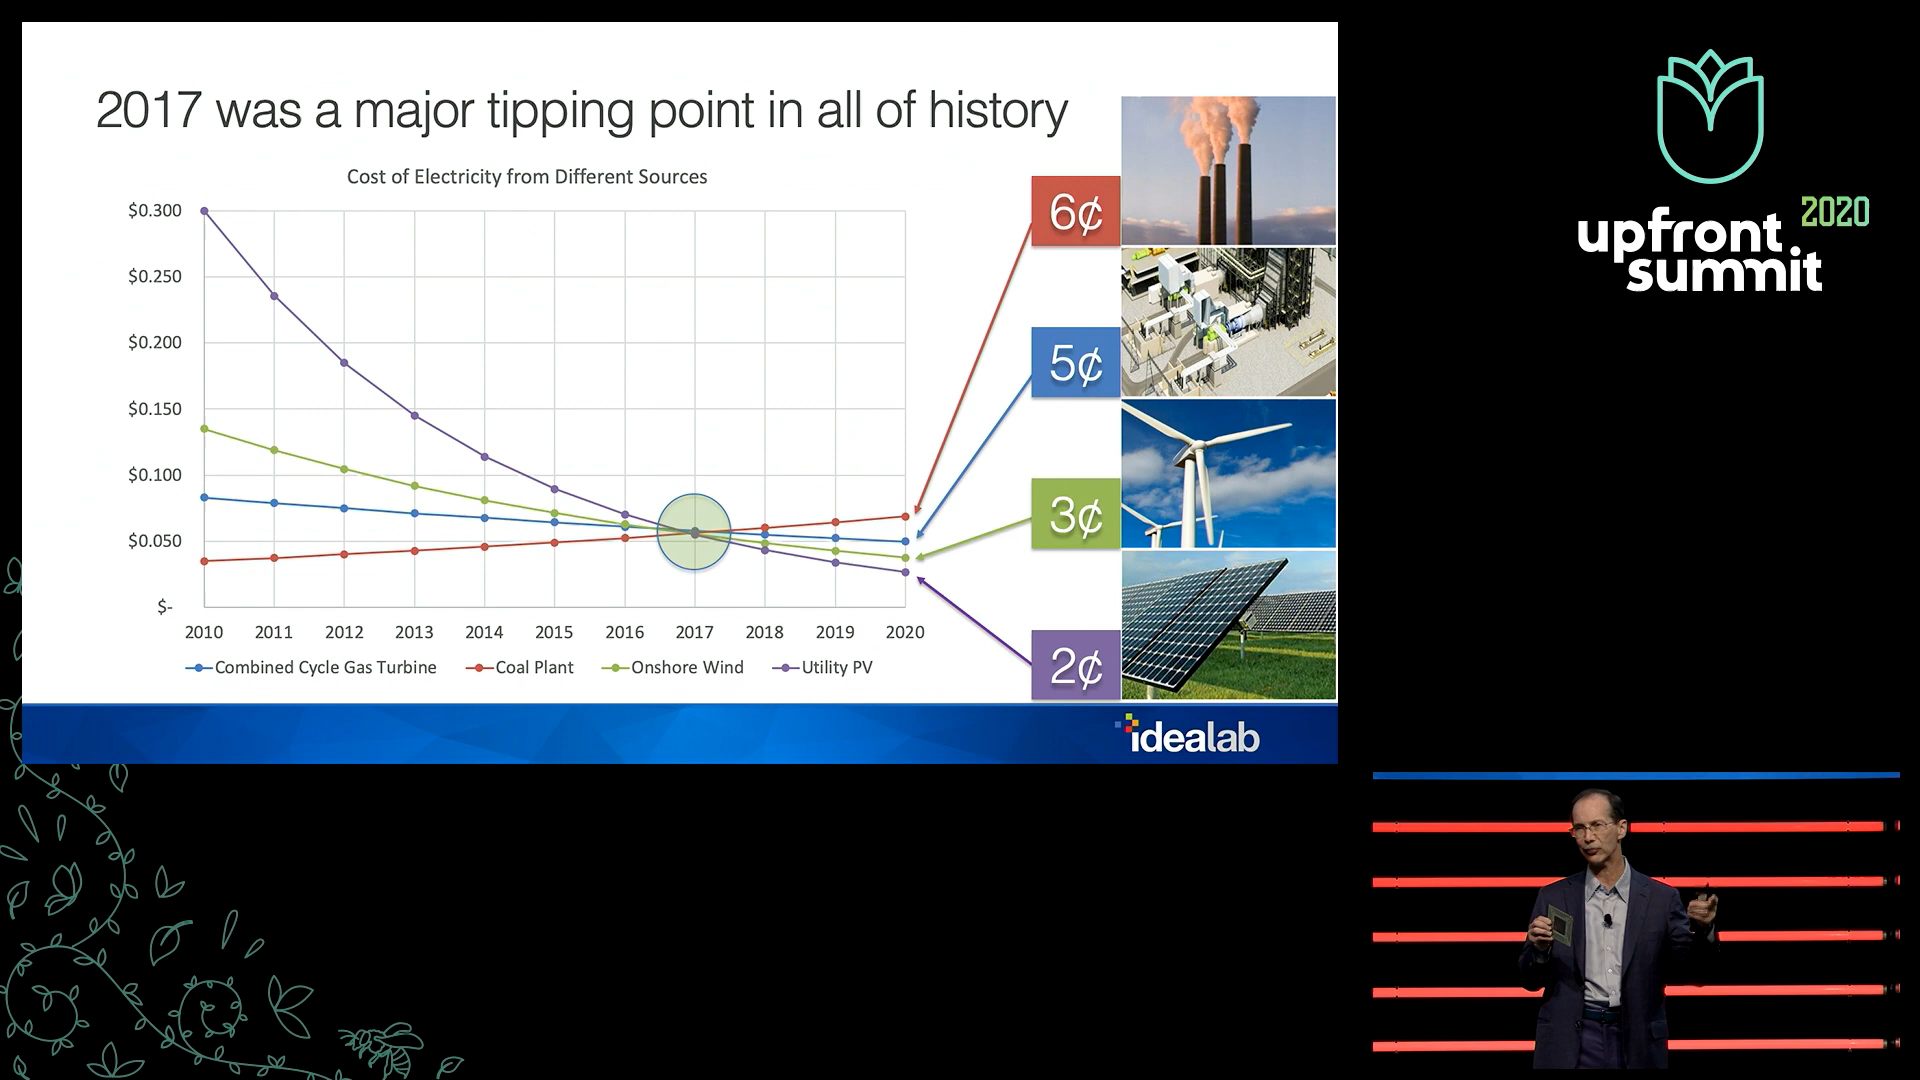 2017 was a major tipping point in all of history
Cost of Electricity from Different Sources
$0.300
$0.250
$0.200
$0.150
$0.100
$0.050
$-
2010 2011 2012 2013 2014 2015 2016 2017 2018 2019 2020
Combined Cycle Gas Turbine Coal Plant Onshore Wind Utility PV
6¢
5¢
3¢
2¢
idealab
upfront 2020
summit